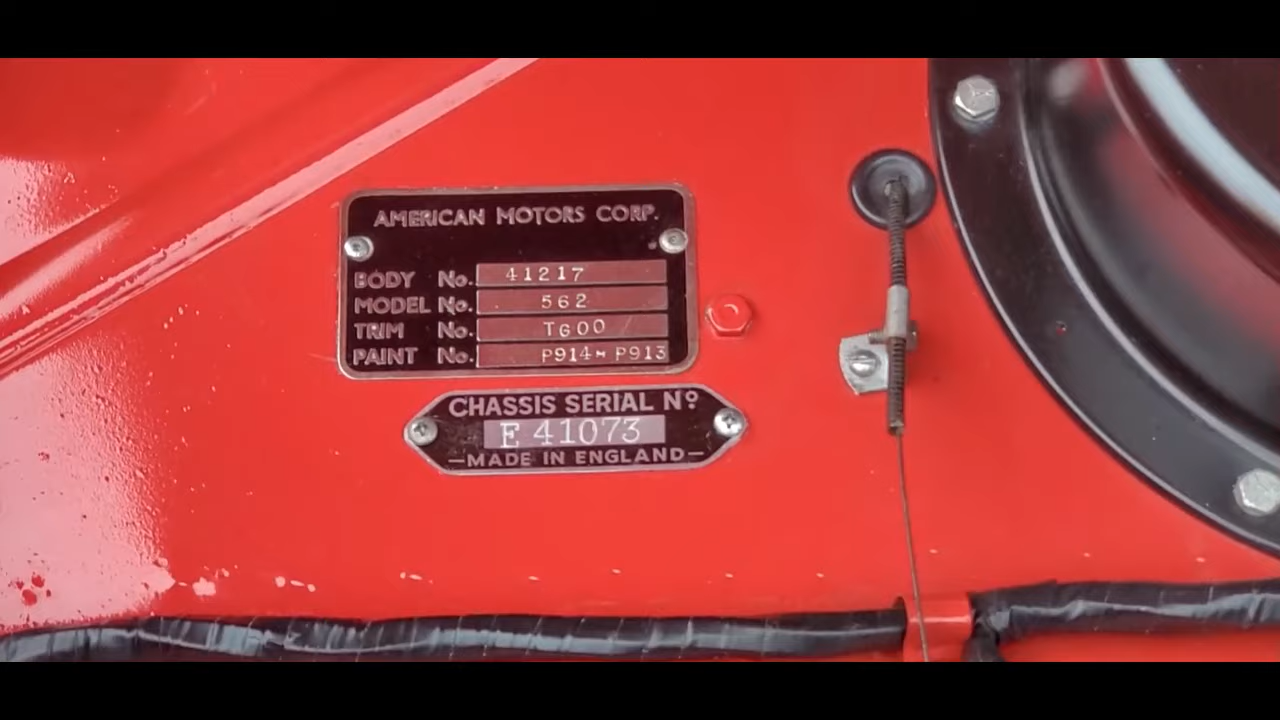 AMERICAN MOTORS CORP.
BODY No. 41217
MODEL No. 562
TRIM No. T600
PAINT No. P914-P913
CHASSIS SERIAL Nº
E 41073
—MADE IN ENGLAND—